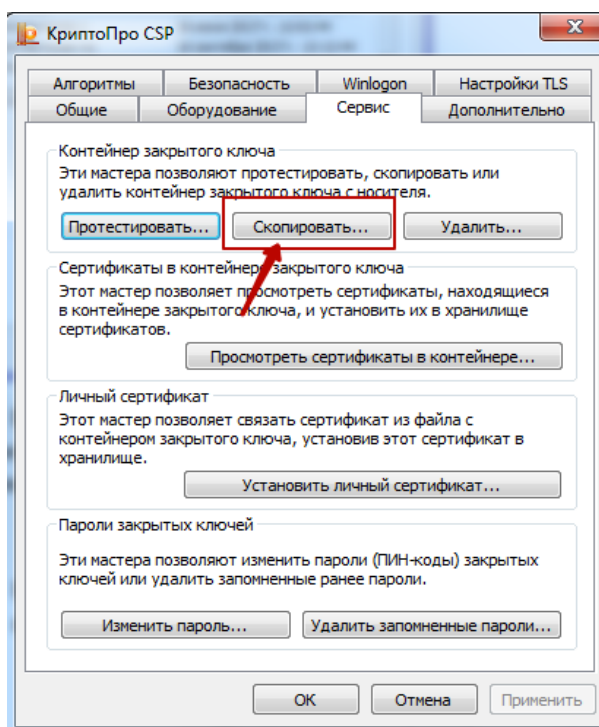 КриптоПро CSP
Алгоритмы Безопасность Winlogon Настройки TLS
Общие Оборудование Сервис Дополнительно
Контейнер закрытого ключа
Эти мастера позволяют протестировать, скопировать или
удалить контейнер закрытого ключа с носителя.
Протестировать... Скопировать... Удалить...
Сертификаты в контейнере закрытого ключа
Этот мастер позволяет просмотреть сертификаты, находящиеся
в контейнере закрытого ключа, и установить их в хранилище
сертификатов.
Просмотреть сертификаты в контейнере...
Личный сертификат
Этот мастер позволяет связать сертификат из файла с
контейнером закрытого ключа, установив этот сертификат в
хранилище.
Установить личный сертификат...
Пароли закрытых ключей
Эти мастера позволяют изменить пароли (ПИН-коды) закрытых
ключей или удалить запомненные ранее пароли.
Изменить пароль... Удалить запомненные пароли...
ОК Отмена Применить